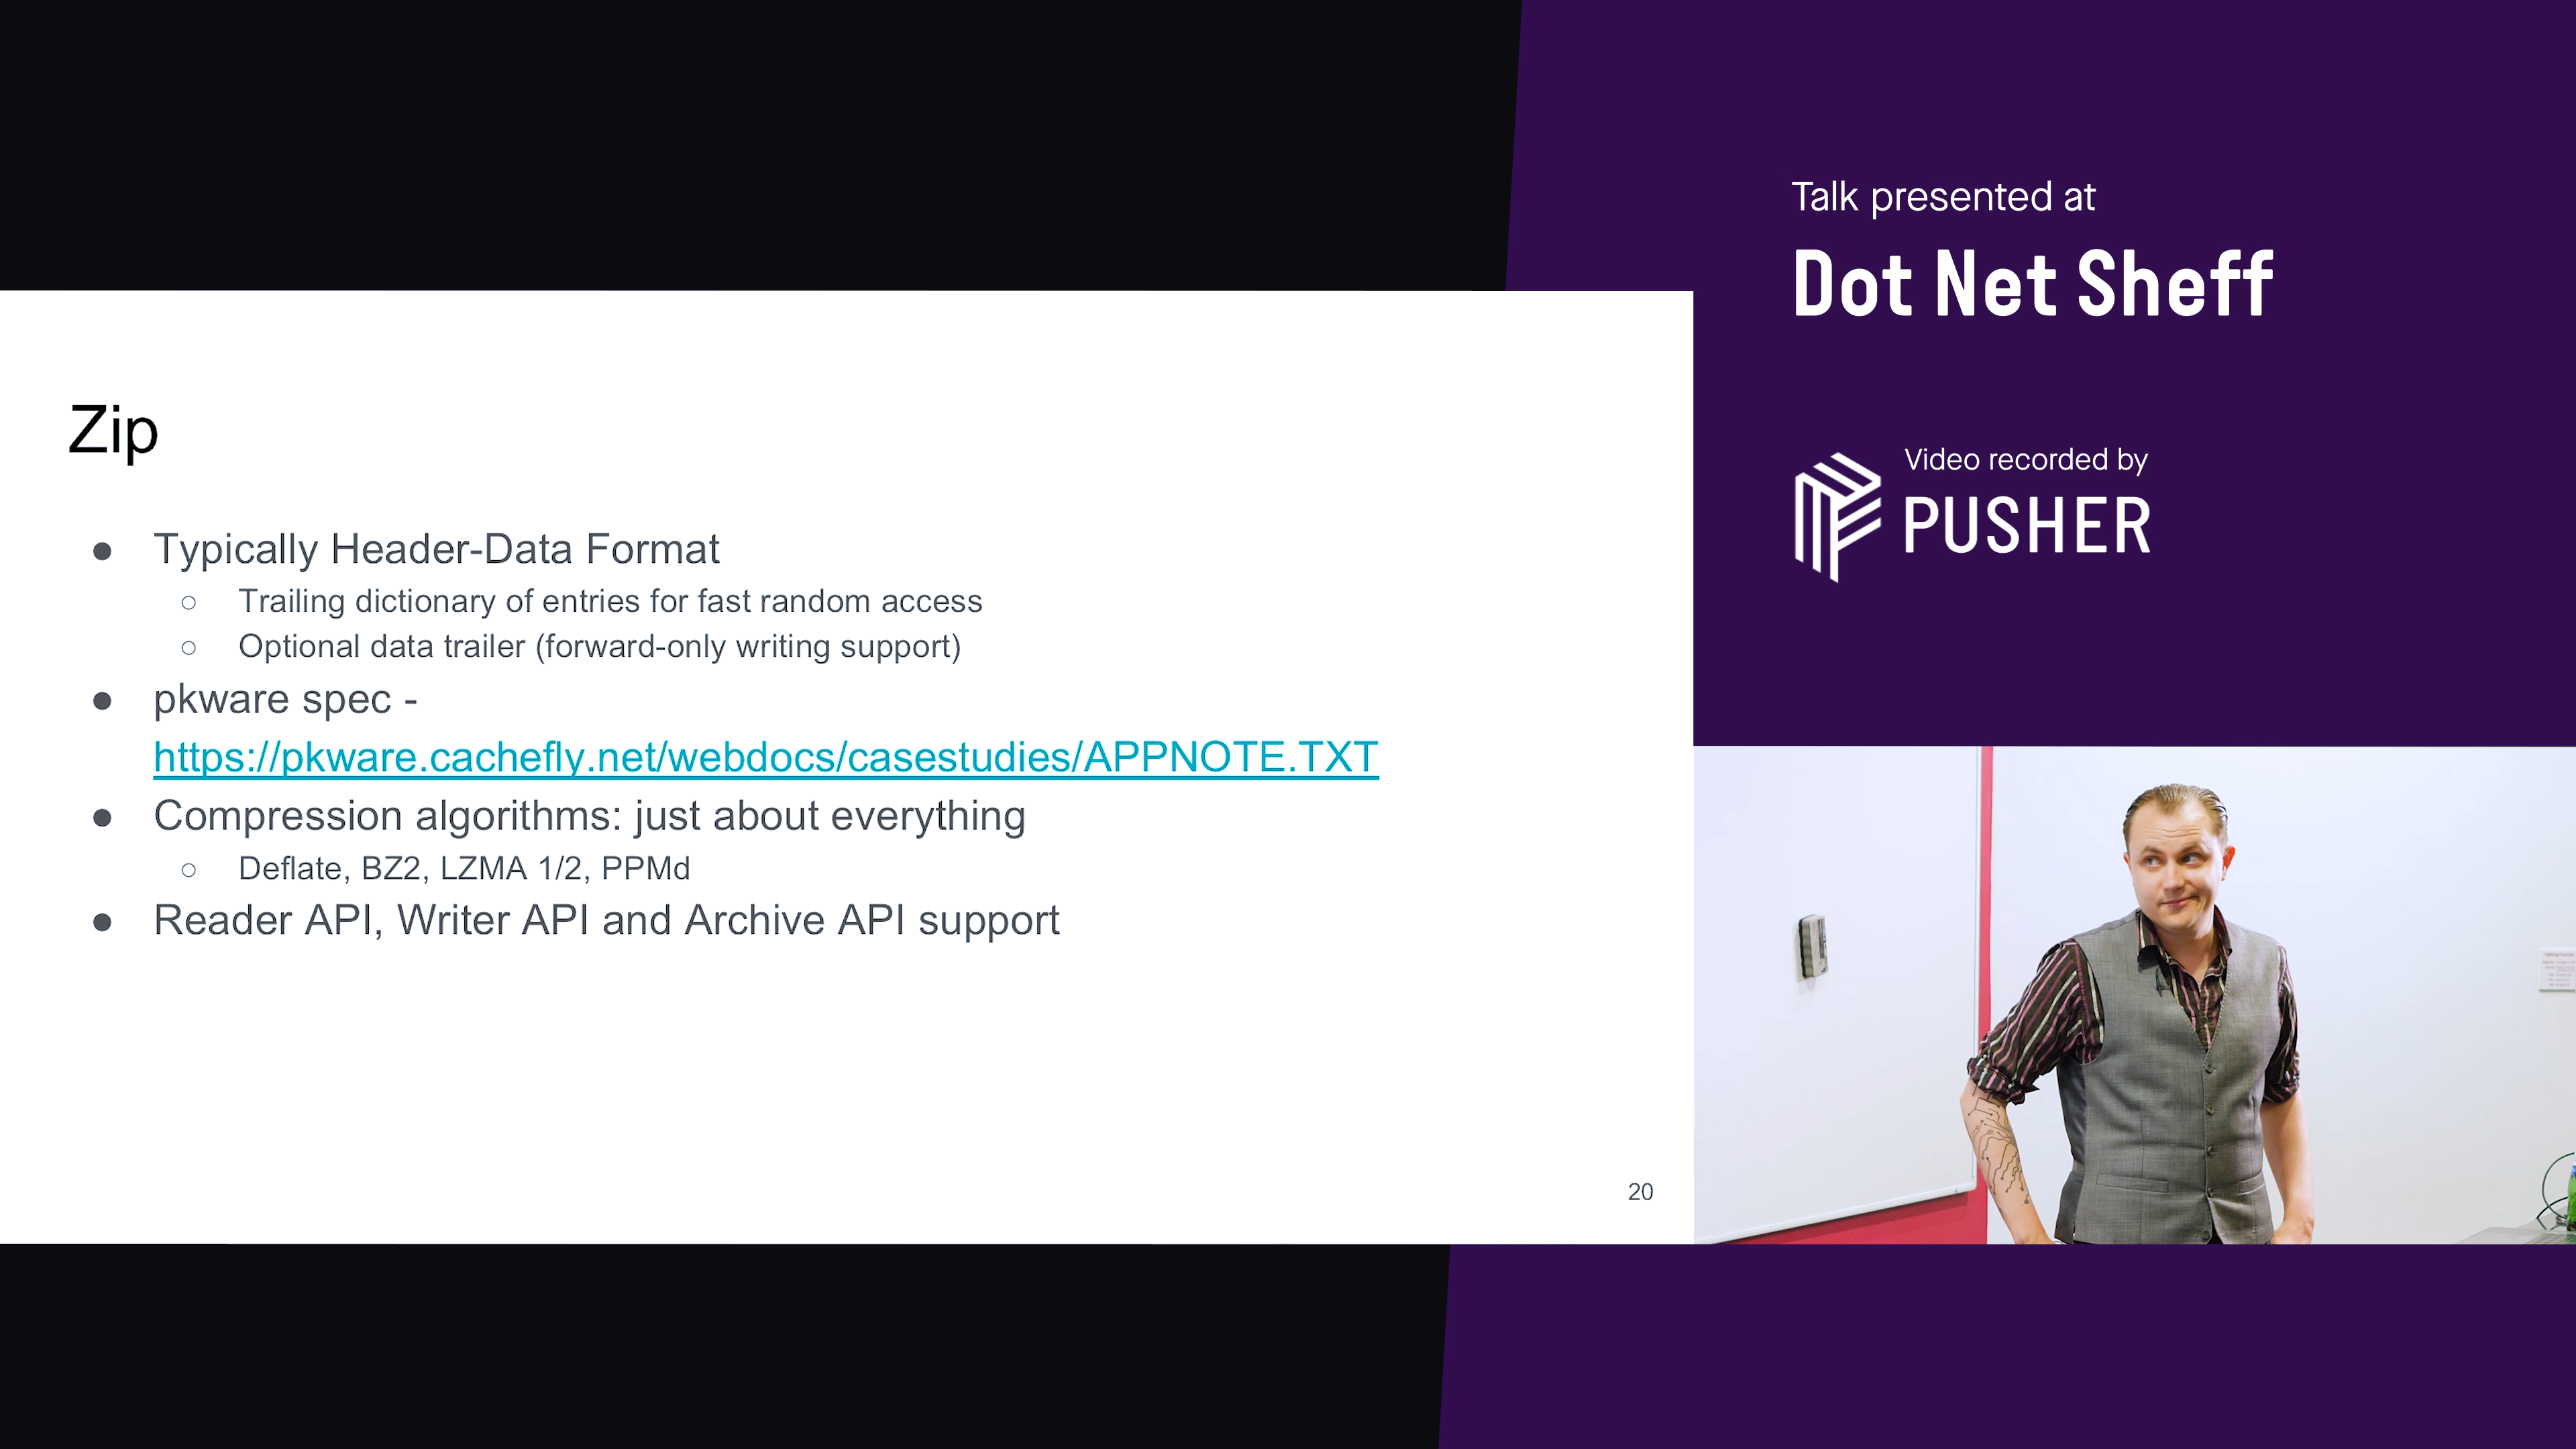 Talk presented at
Dot Net Sheff
Video recorded by
PUSHER
Zip
● Typically Header-Data Format
○ Trailing dictionary of entries for fast random access
○ Optional data trailer (forward-only writing support)
● pkware spec -
https://pkware.cachefly.net/webdocs/casestudies/APPNOTE.TXT
● Compression algorithms: just about everything
○ Deflate, BZ2, LZMA 1/2, PPMd
● Reader API, Writer API and Archive API support
20